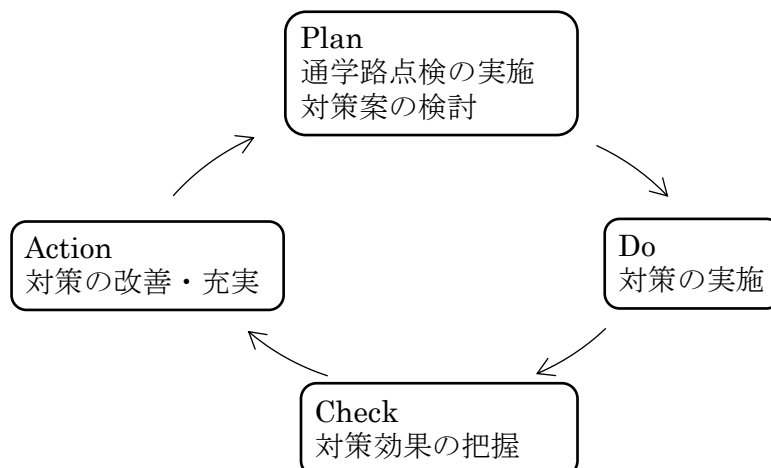 Plan
通学路点検の実施
対策案の検討
Do
対策の実施
Check
対策効果の把握
Action
対策の改善・充実